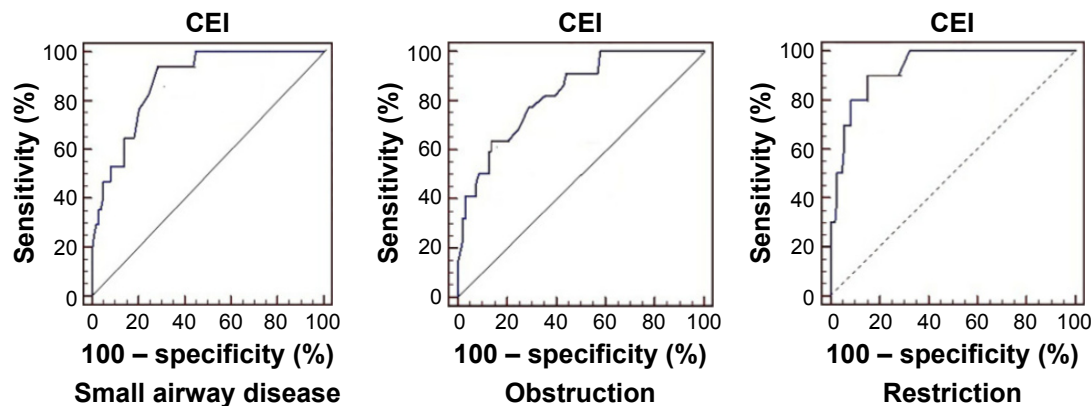 CEI
100
80
60
40
20
0
Sensitivity (%)
0 20 40 60 80 100
100 – specificity (%)
Small airway disease
CEI
100
80
60
40
20
0
Sensitivity (%)
0 20 40 60 80 100
100 – specificity (%)
Obstruction
CEI
100
80
60
40
20
0
Sensitivity (%)
0 20 40 60 80 100
100 – specificity (%)
Restriction